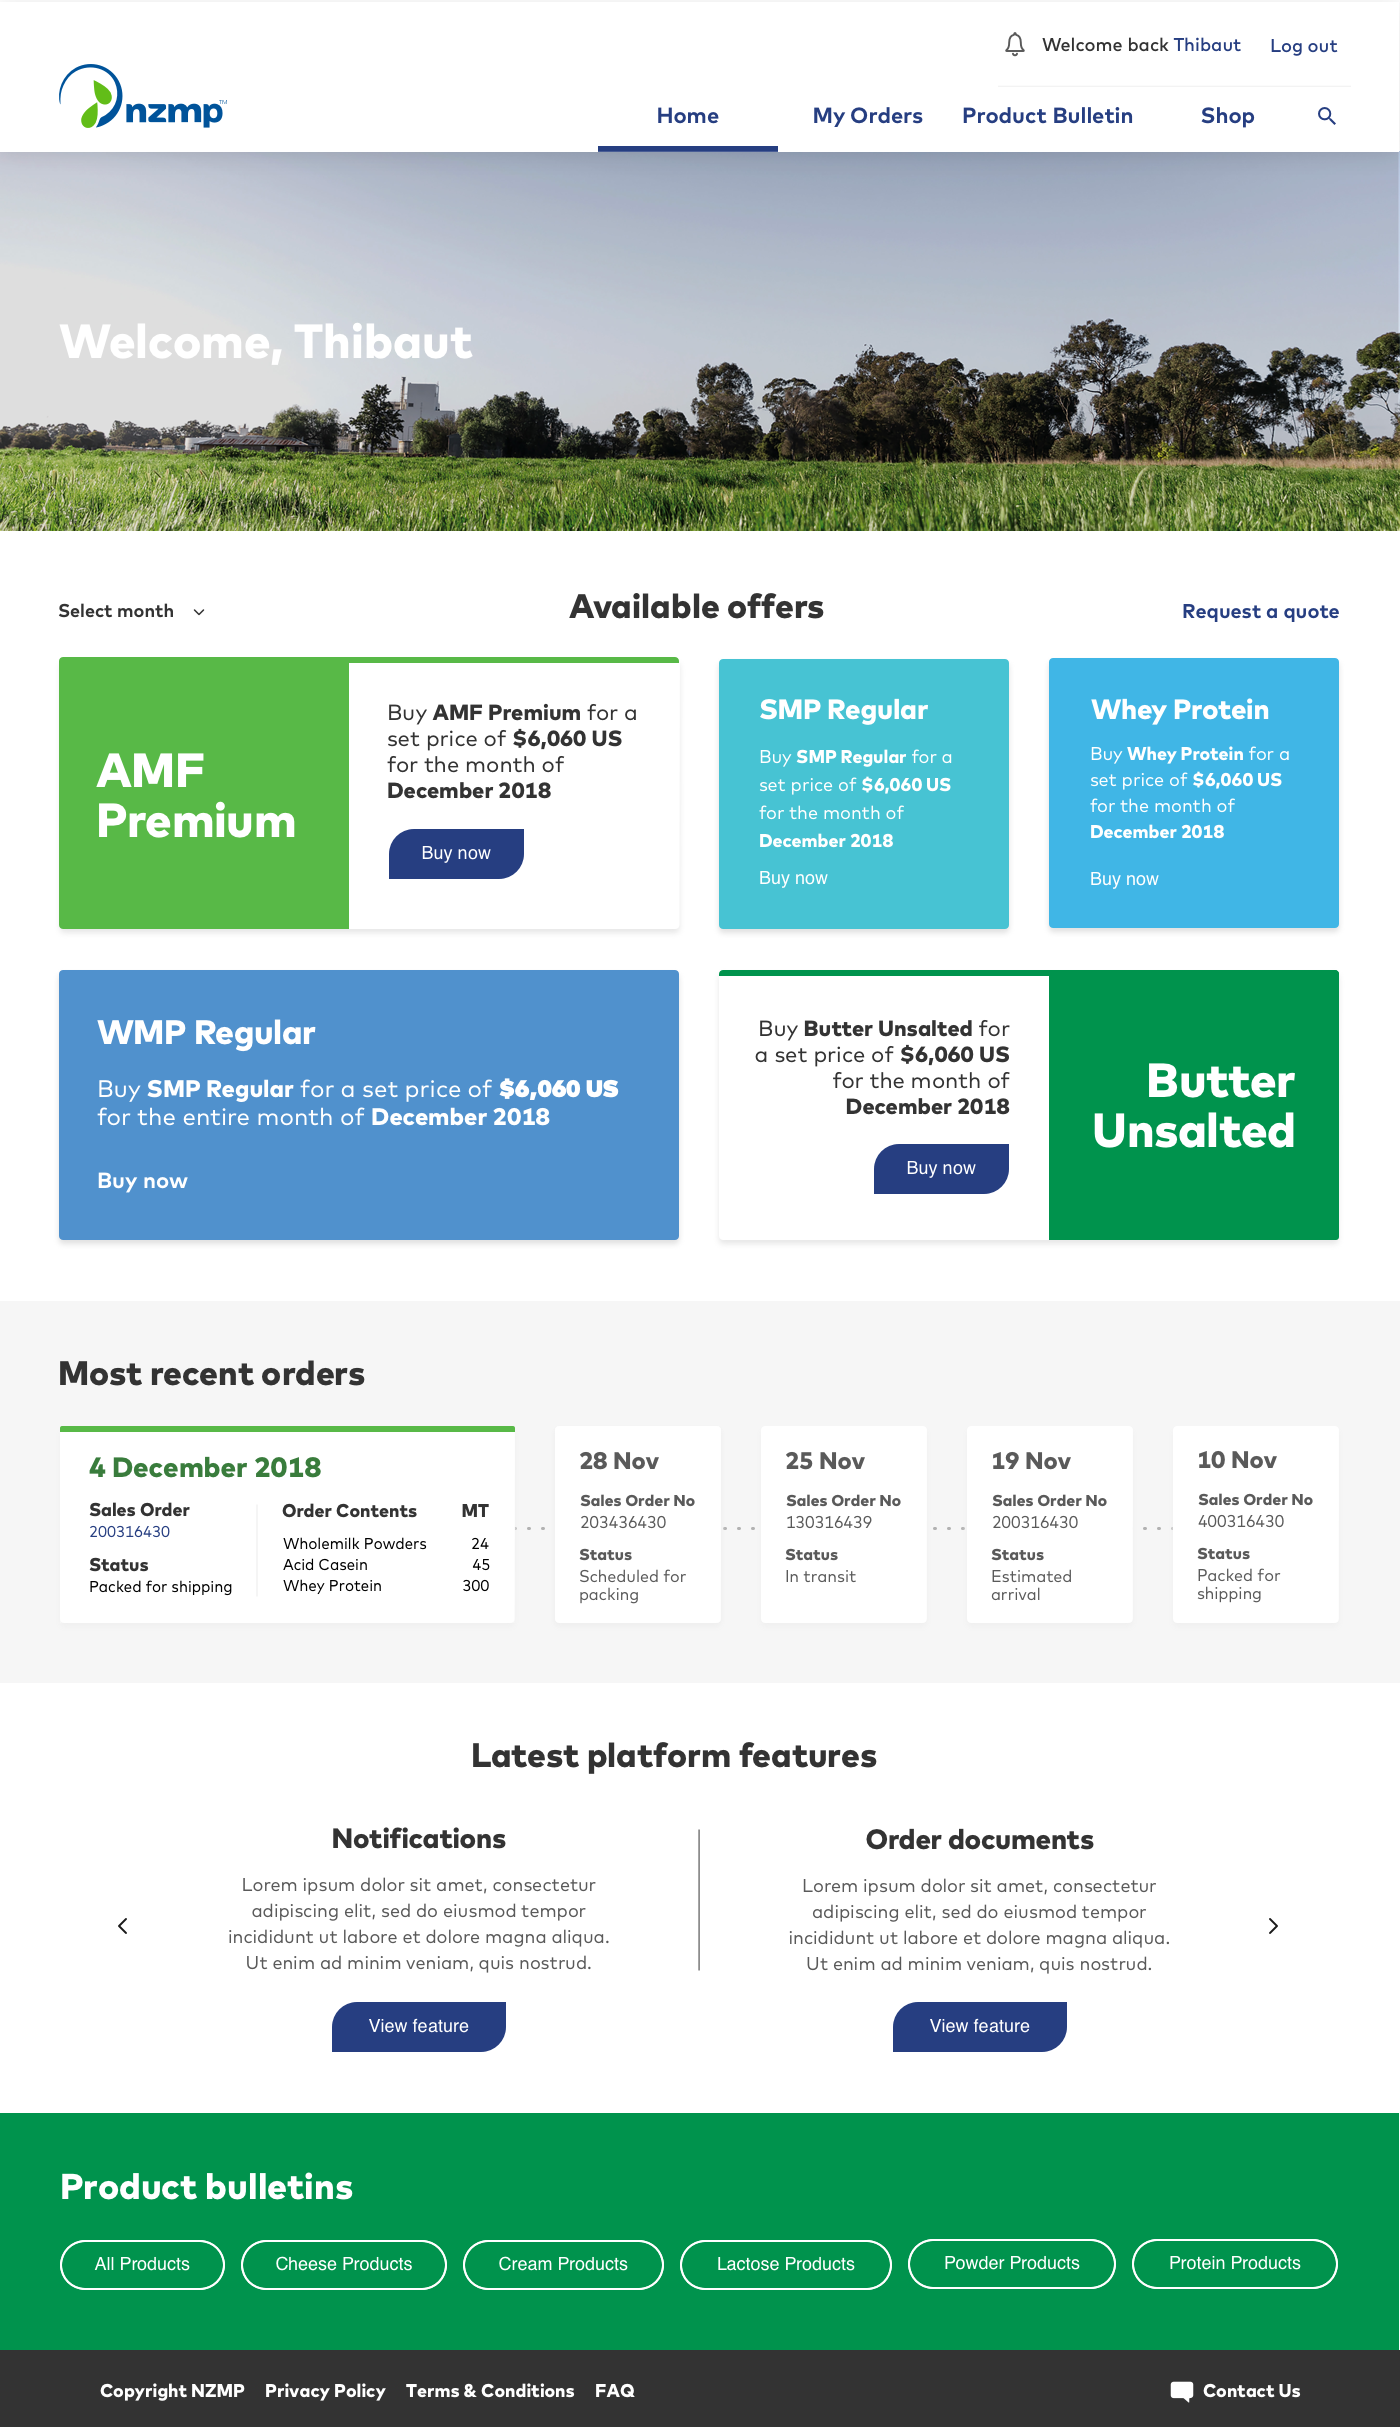 Welcome back Thibaut
Log out
nzmp™
Home
My Orders
Product Bulletin
Shop
Welcome, Thibaut
Select month
Available offers
Request a quote
AMF
Premium
Buy AMF Premium for a
set price of $6,060 US
for the month of
December 2018
Buy now
SMP Regular
Buy SMP Regular for a
set price of $6,060 US
for the month of
December 2018
Buy now
Whey Protein
Buy Whey Protein for a
set price of $6,060 US
for the month of
December 2018
Buy now
WMP Regular
Buy SMP Regular for a set price of $6,060 US
for the entire month of December 2018
Buy now
Buy Butter Unsalted for
a set price of $6,060 US
for the month of
December 2018
Buy now
Butter
Unsalted
Most recent orders
4 December 2018
Sales Order
200316430
Status
Packed for shipping
Order Contents MT
Wholemilk Powders 24
Acid Casein 45
Whey Protein 300
28 Nov
Sales Order No
203436430
Status
Scheduled for
packing
25 Nov
Sales Order No
130316439
Status
In transit
19 Nov
Sales Order No
200316430
Status
Estimated
arrival
10 Nov
Sales Order No
400316430
Status
Packed for
shipping
Latest platform features
Notifications
Lorem ipsum dolor sit amet, consectetur
adipiscing elit, sed do eiusmod tempor
incididunt ut labore et dolore magna aliqua.
Ut enim ad minim veniam, quis nostrud.
View feature
Order documents
Lorem ipsum dolor sit amet, consectetur
adipiscing elit, sed do eiusmod tempor
incididunt ut labore et dolore magna aliqua.
Ut enim ad minim veniam, quis nostrud.
View feature
Product bulletins
All Products
Cheese Products
Cream Products
Lactose Products
Powder Products
Protein Products
Copyright NZMP
Privacy Policy
Terms & Conditions
FAQ
Contact Us